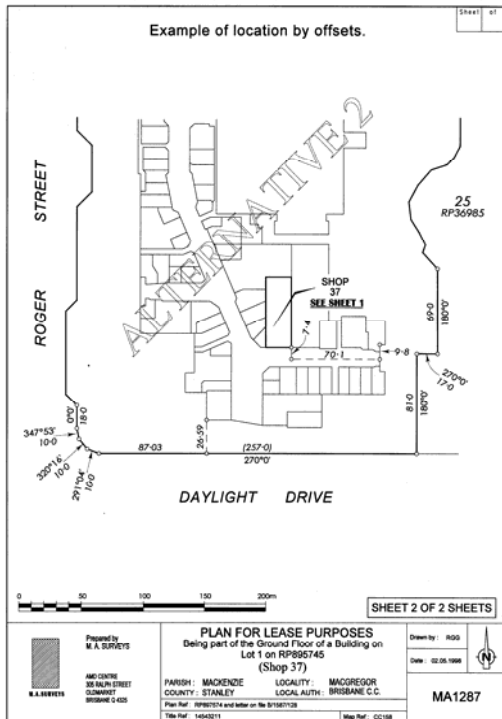 Sheet of
Example of location by offsets.
ALTERNATIVE 2
ROGER STREET
25
RP36985
SHOP
37
SEE SHEET 1
7·4
70·1
9·8
69·0
180°0'
270°0'
17·0
81·0
180°0'
0°0'
18·0
347°53'
10·0
320°16'
10·0
291°04'
10·0
87·03
26·59
(257·0)
270°0'
DAYLIGHT DRIVE
0 50 100 150 200m
SHEET 2 OF 2 SHEETS
M.A.SURVEYS
Prepared by
M. A. SURVEYS
AMD CENTRE
305 RALPH STREET
OLDMARKET
BRISBANE Q 4325
PLAN FOR LEASE PURPOSES
Being part of the Ground Floor of a Building on
Lot 1 on RP895745
(Shop 37)
PARISH : MACKENZIE LOCALITY : MACGREGOR
COUNTY : STANLEY LOCAL AUTH : BRISBANE C.C.
Plan Ref : RP897574 and letter on file
Title Ref : 14543211 Map Ref : CC158
Drawn by : RGG
Date : 02.05.1996
N
MA1287